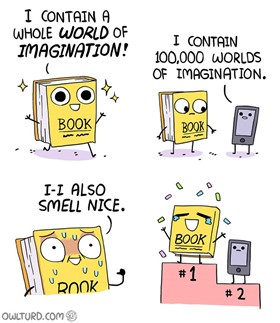 I CONTAIN A
WHOLE WORLD OF
IMAGINATION!
BOOK
I CONTAIN
100,000 WORLDS
OF IMAGINATION.
BOOK
I-I ALSO
SMELL NICE.
BOOK
BOOK
#1
#2
OWLTURD.COM